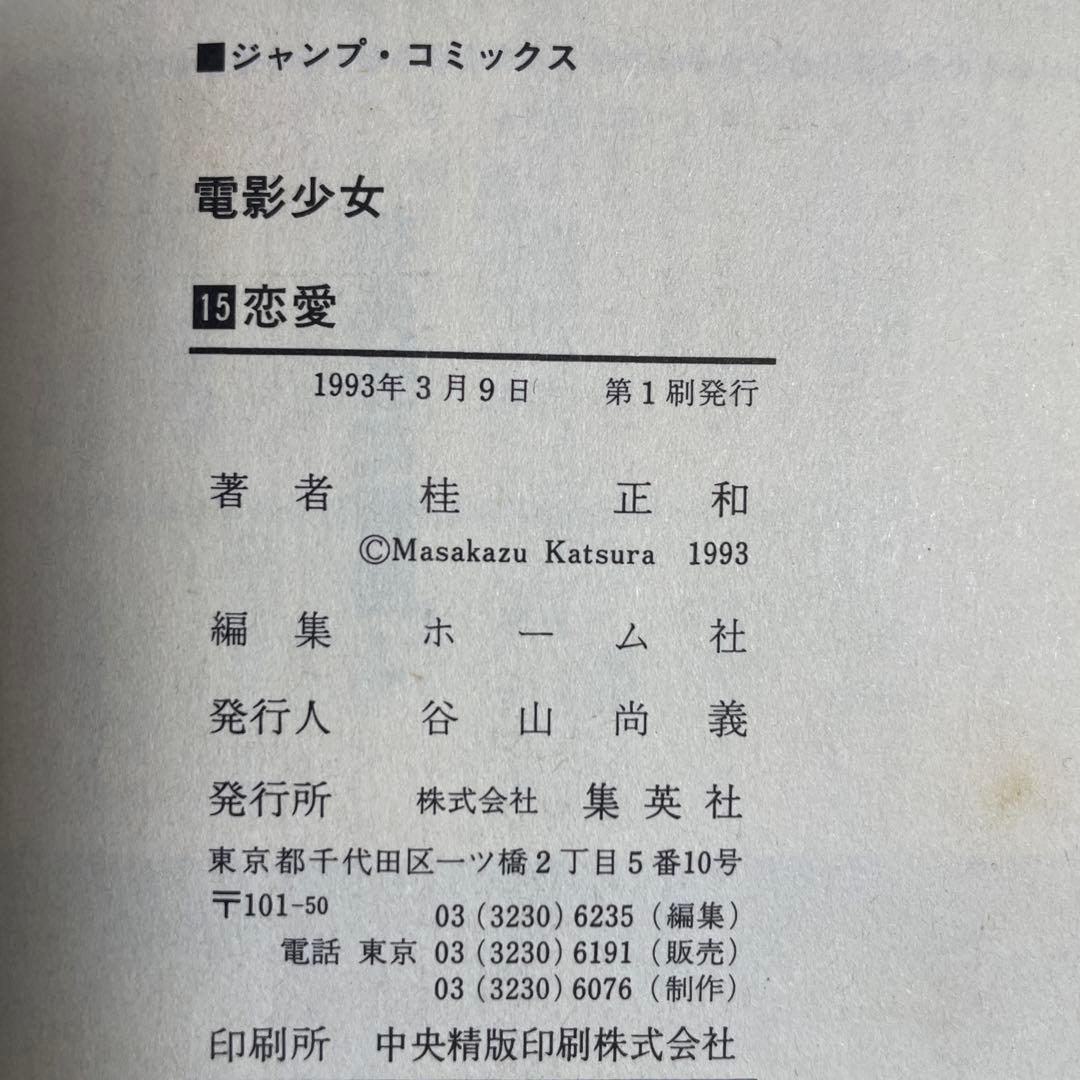 ■ジャンプ・コミックス
電影少女
15恋愛
1993年3月9日 第1刷発行
著者 桂正和
©Masakazu Katsura 1993
編集 ホーム社
発行人 谷山尚義
発行所 株式会社 集英社
東京都千代田区一ツ橋2丁目5番10号
〒101-50
03(3230)6235(編集)
電話 東京 03(3230)6191(販売)
03(3230)6076(制作)
印刷所 中央精版印刷株式会社